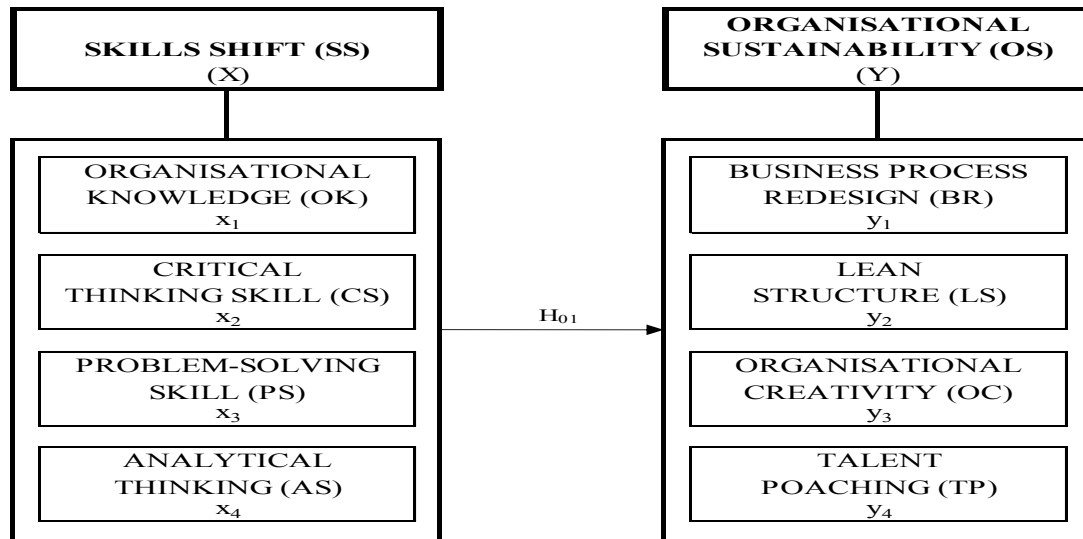 SKILLS SHIFT (SS)
(X)
ORGANISATIONAL
KNOWLEDGE (OK)
x₁
CRITICAL
THINKING SKILL (CS)
x₂
PROBLEM-SOLVING
SKILL (PS)
x₃
ANALYTICAL
THINKING (AS)
x₄
H₀₁
ORGANISATIONAL
SUSTAINABILITY (OS)
(Y)
BUSINESS PROCESS
REDESIGN (BR)
y₁
LEAN
STRUCTURE (LS)
y₂
ORGANISATIONAL
CREATIVITY (OC)
y₃
TALENT
POACHING (TP)
y₄